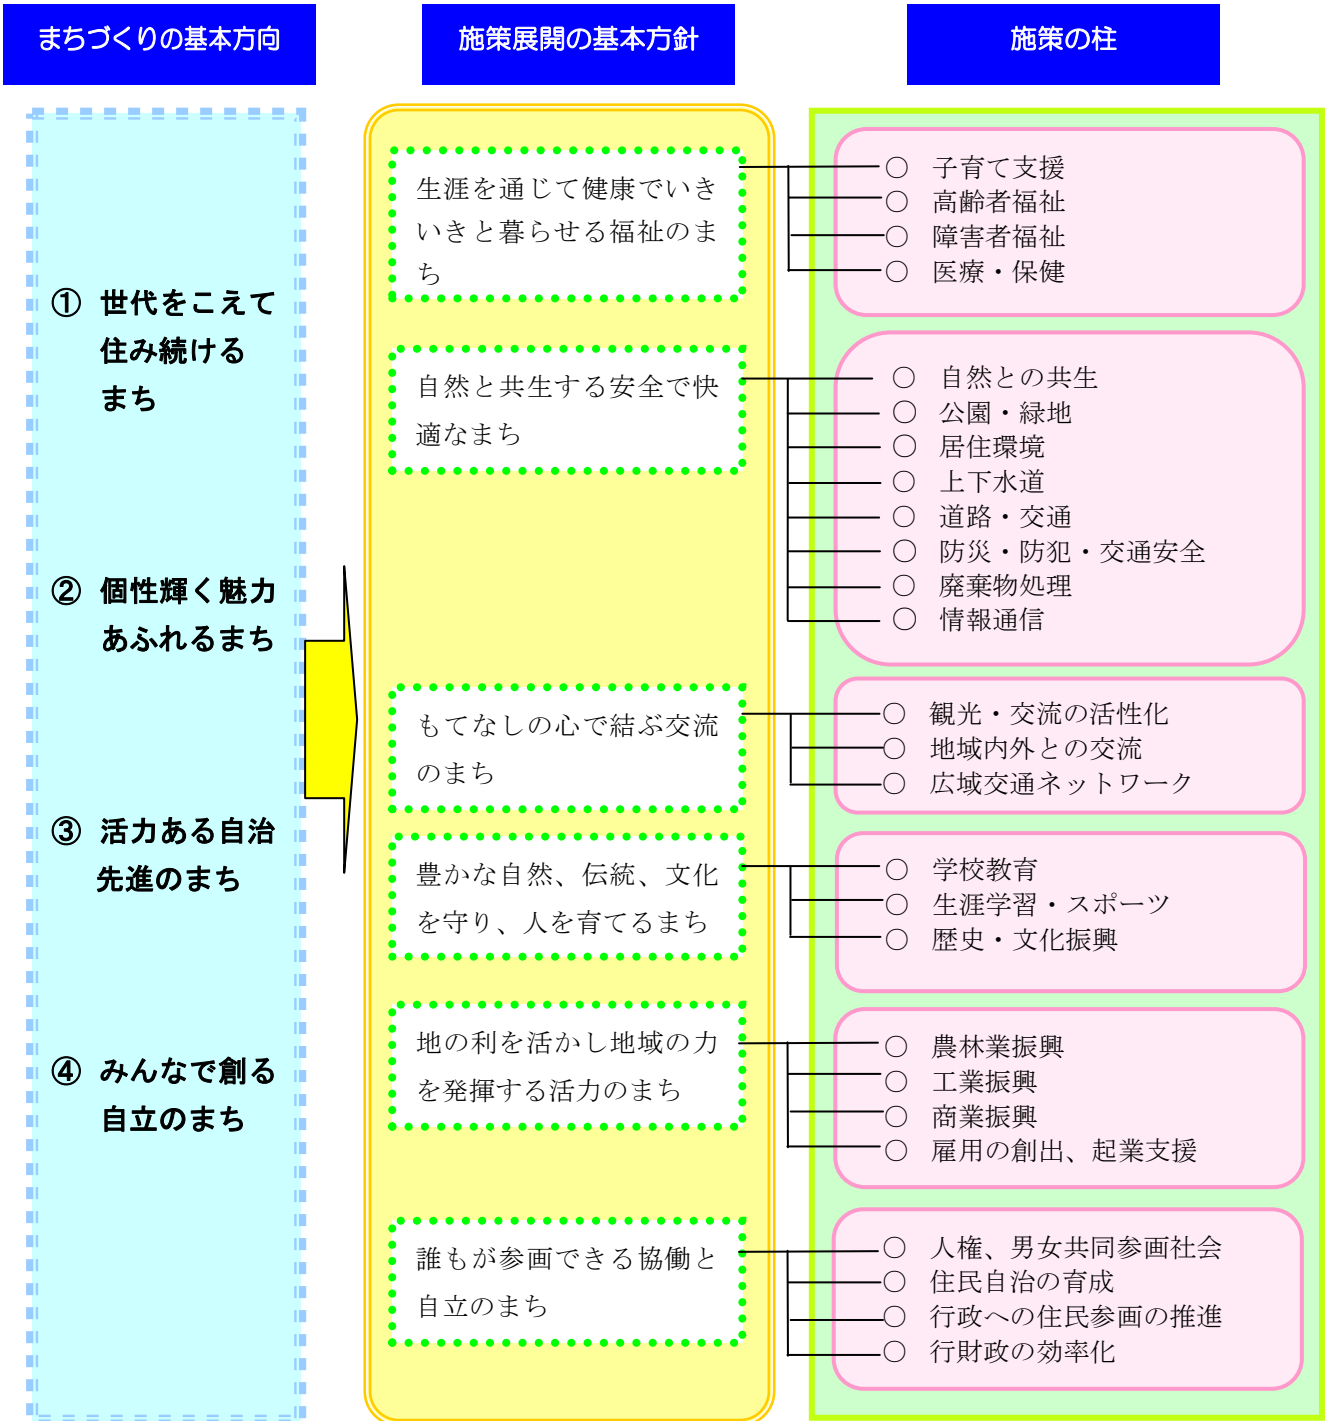 まちづくりの基本方向
施策展開の基本方針
施策の柱
① 世代をこえて
住み続ける
まち
② 個性輝く魅力
あふれるまち
③ 活力ある自治
先進のまち
④ みんなで創る
自立のまち
生涯を通じて健康でいき
いきと暮らせる福祉のま
ち
○ 子育て支援
○ 高齢者福祉
○ 障害者福祉
○ 医療・保健
自然と共生する安全で快
適なまち
○ 自然との共生
○ 公園・緑地
○ 居住環境
○ 上下水道
○ 道路・交通
○ 防災・防犯・交通安全
○ 廃棄物処理
○ 情報通信
もてなしの心で結ぶ交流
のまち
○ 観光・交流の活性化
○ 地域内外との交流
○ 広域交通ネットワーク
豊かな自然、伝統、文化
を守り、人を育てるまち
○ 学校教育
○ 生涯学習・スポーツ
○ 歴史・文化振興
地の利を活かし地域の力
を発揮する活力のまち
○ 農林業振興
○ 工業振興
○ 商業振興
○ 雇用の創出、起業支援
誰もが参画できる協働と
自立のまち
○ 人権、男女共同参画社会
○ 住民自治の育成
○ 行政への住民参画の推進
○ 行財政の効率化